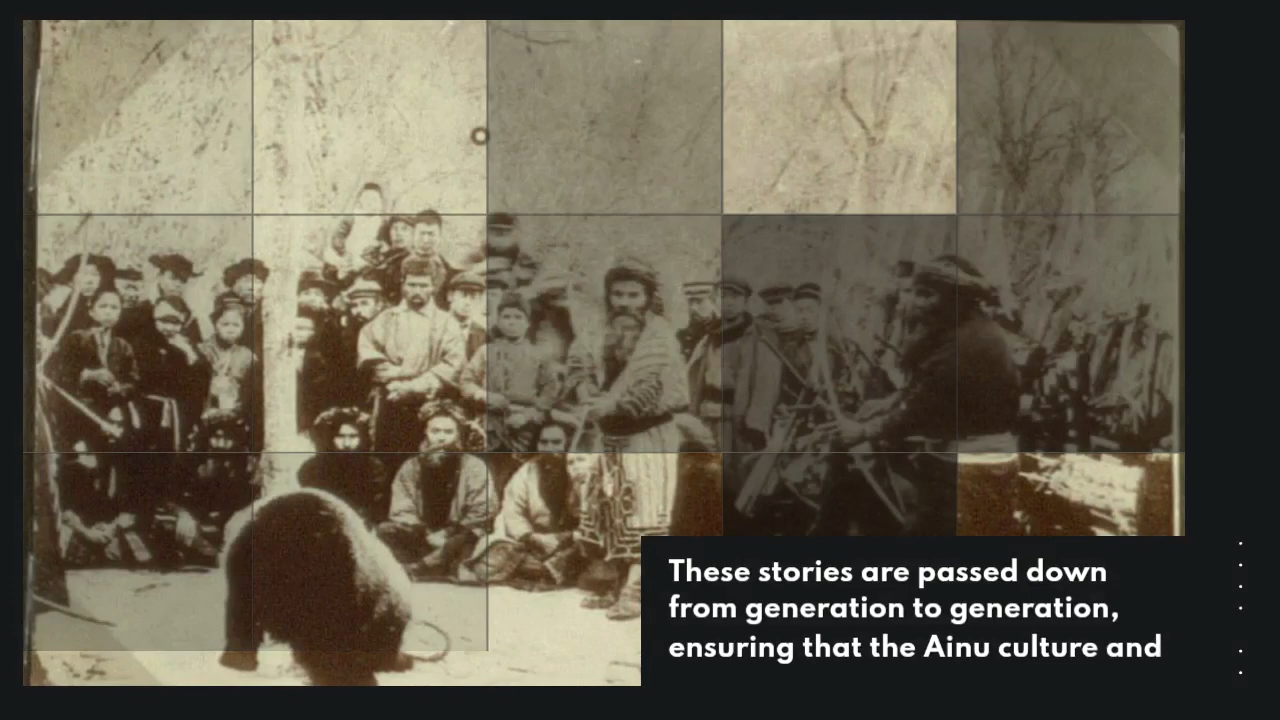 These stories are passed down
from generation to generation,
ensuring that the Ainu culture and